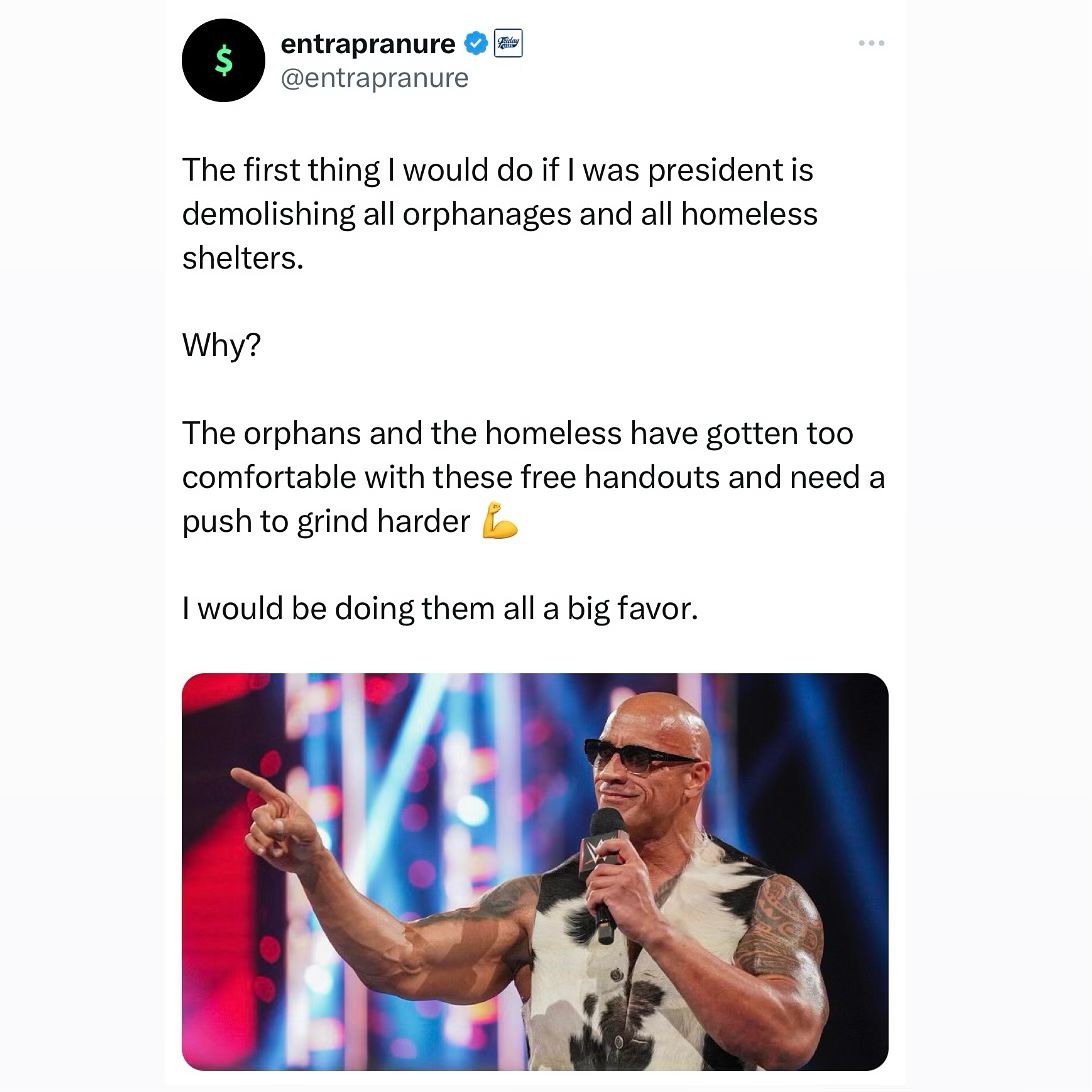 entrapranure
@entrapranure
The first thing I would do if I was president is
demolishing all orphanages and all homeless
shelters.
Why?
The orphans and the homeless have gotten too
comfortable with these free handouts and need a
push to grind harder 💪
I would be doing them all a big favor.